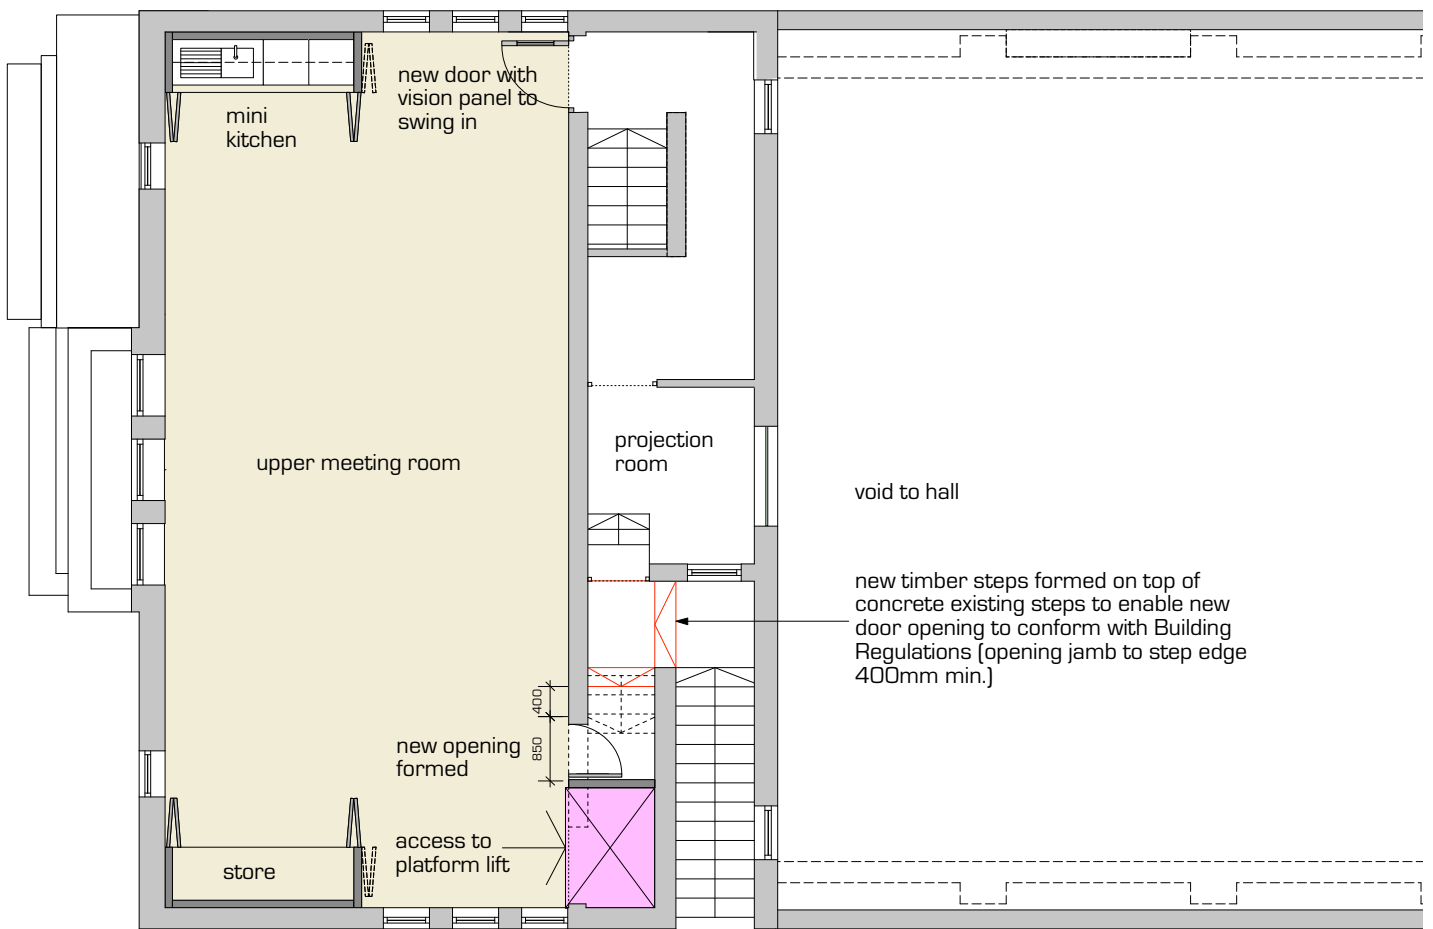 new door with
vision panel to
swing in
mini
kitchen
projection
room
upper meeting room
void to hall
new timber steps formed on top of
concrete existing steps to enable new
door opening to conform with Building
Regulations (opening jamb to step edge
400mm min.)
400
850
new opening
formed
access to
platform lift
store